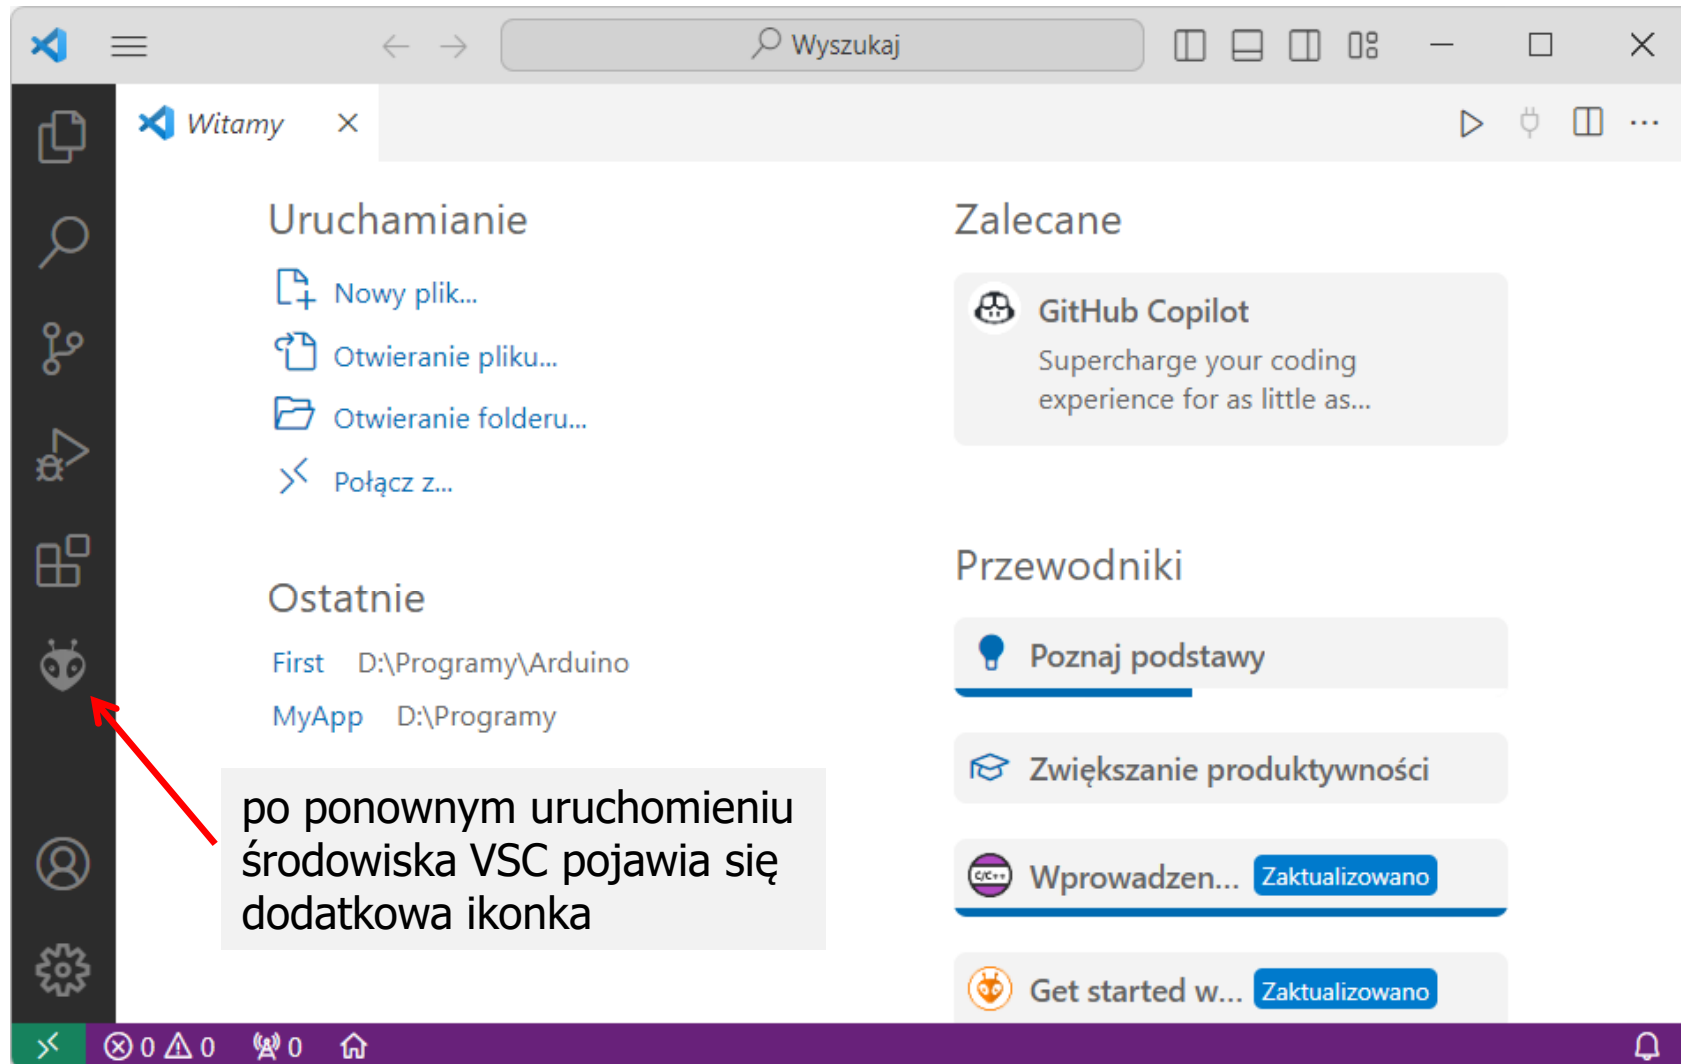 Wyszukaj
Witamy
Uruchamianie
Nowy plik...
Otwieranie pliku...
Otwieranie folderu...
Połącz z...
Ostatnie
First D:\Programy\Arduino
MyApp D:\Programy
po ponownym uruchomieniu
środowiska VSC pojawia się
dodatkowa ikonka
Zalecane
GitHub Copilot
Supercharge your coding
experience for as little as...
Przewodniki
Poznaj podstawy
Zwiększanie produktywności
C/C++ Wprowadzen... Zaktualizowano
Get started w... Zaktualizowano
0 0 0